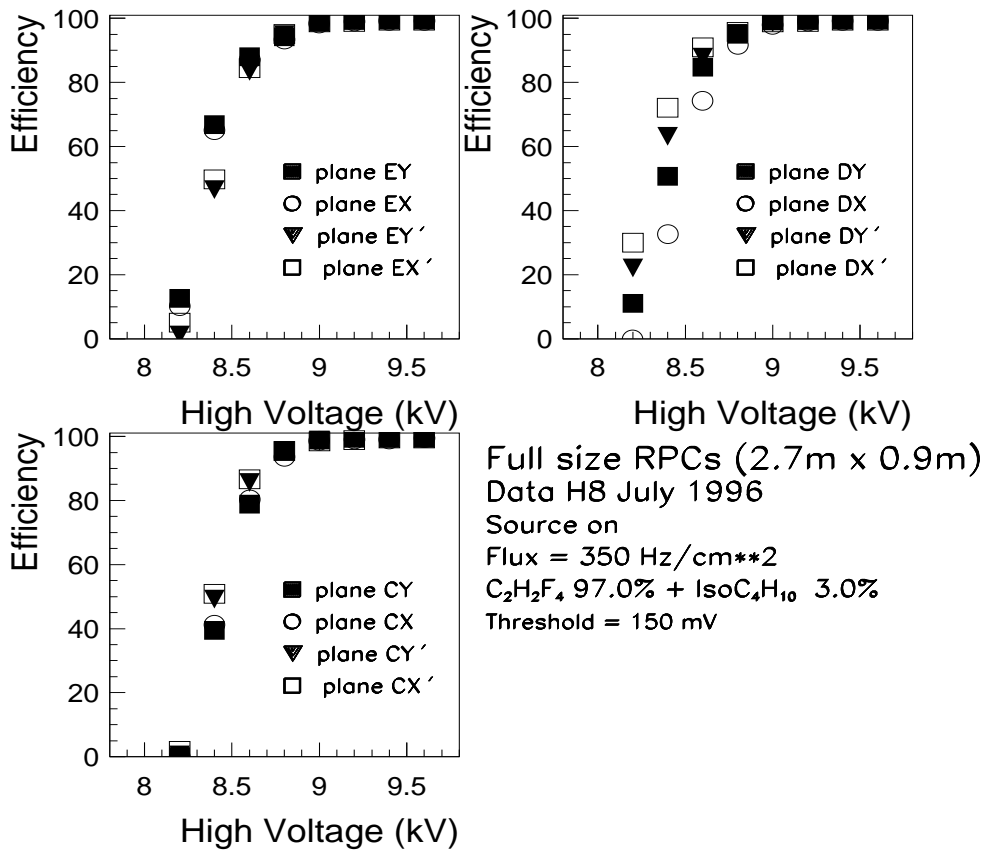 Efficiency
100
80
60
40
20
0
plane EY
plane EX
plane EY´
plane EX´
8 8.5 9 9.5
High Voltage (kV)
Efficiency
100
80
60
40
20
0
plane DY
plane DX
plane DY´
plane DX´
8 8.5 9 9.5
High Voltage (kV)
Efficiency
100
80
60
40
20
0
plane CY
plane CX
plane CY´
plane CX´
8 8.5 9 9.5
High Voltage (kV)
Full size RPCs (2.7m x 0.9m)
Data H8 July 1996
Source on
Flux = 350 Hz/cm**2
C₂H₂F₄ 97.0% + IsoC₄H₁₀ 3.0%
Threshold = 150 mV